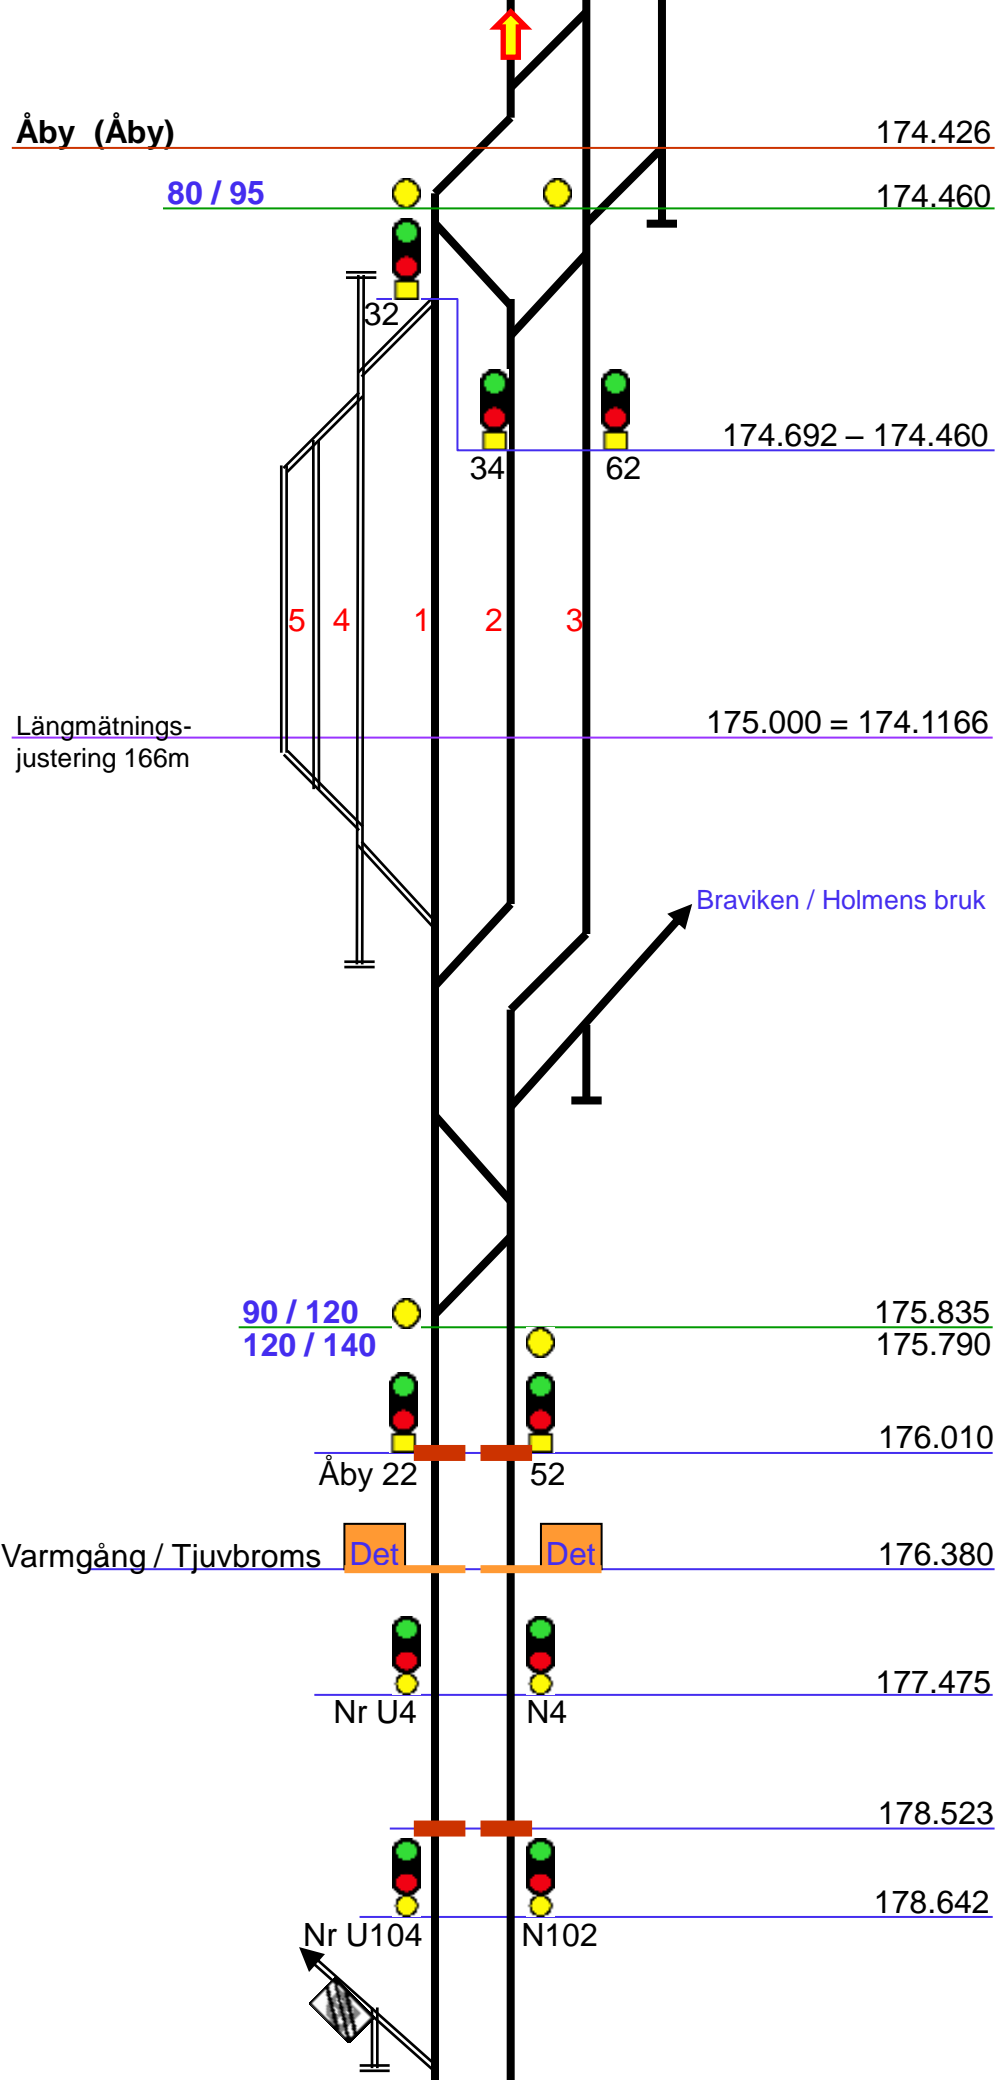 Åby (Åby) 174.426
80 / 95 174.460
32
174.692 – 174.460
34 62
5 4 1 2 3
Längmätnings-
justering 166m
175.000 = 174.1166
Braviken / Holmens bruk
90 / 120 175.835
120 / 140 175.790
176.010
Åby 22 52
Varmgång / Tjuvbroms Det Det 176.380
177.475
Nr U4 N4
178.523
178.642
Nr U104 N102